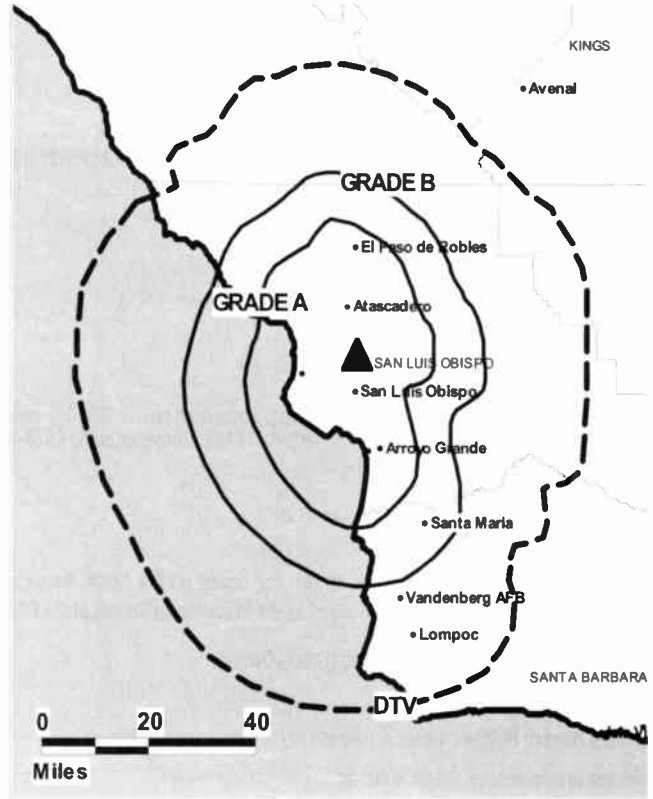 KINGS
Avenal
GRADE B
El Paso de Robles
GRADE A
Atascadero
SAN LUIS OBISPO
San Luis Obispo
Arroyo Grande
Santa Maria
Vandenberg AFB
Lompoc
SANTA BARBARA
DTV
0 20 40
Miles